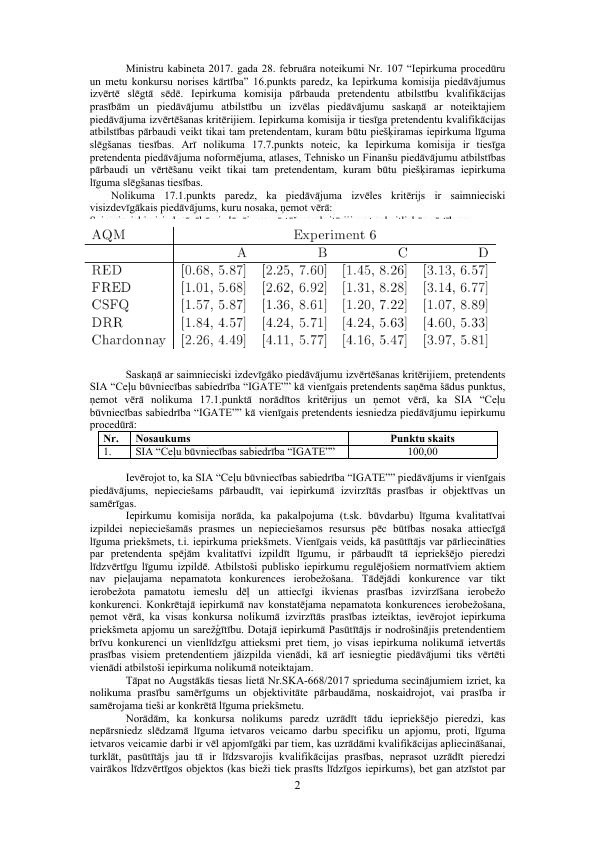 Ministru kabineta 2017. gada 28. februāra noteikumi Nr. 107 “Iepirkuma procedūru
un metu konkursu norises kārtība” 16.punkts paredz, ka Iepirkuma komisija piedāvājumus
izvērtē slēgtā sēdē. Iepirkuma komisija pārbauda pretendentu atbilstību kvalifikācijas
prasībām un piedāvājumu atbilstību un izvēlas piedāvājumu saskaņā ar noteiktajiem
piedāvājuma izvērtēšanas kritērijiem. Iepirkuma komisija ir tiesīga pretendentu kvalifikācijas
atbilstības pārbaudi veikt tikai tam pretendentam, kuram būtu piešķiramas iepirkuma līguma
slēgšanas tiesības. Arī nolikuma 17.7.punkts noteic, ka Iepirkuma komisija ir tiesīga
pretendenta piedāvājuma noformējuma, atlases, Tehnisko un Finanšu piedāvājumu atbilstības
pārbaudi un vērtēšanu veikt tikai tam pretendentam, kuram būtu piešķiramas iepirkuma
līguma slēgšanas tiesības.
Nolikuma 17.1.punkts paredz, ka piedāvājuma izvēles kritērijs ir saimnieciski
visizdevīgākais piedāvājums, kuru nosaka, ņemot vērā:
AQM Experiment 6
A B C D
RED [0.68, 5.87] [2.25, 7.60] [1.45, 8.26] [3.13, 6.57]
FRED [1.01, 5.68] [2.62, 6.92] [1.31, 8.28] [3.14, 6.77]
CSFQ [1.57, 5.87] [1.36, 8.61] [1.20, 7.22] [1.07, 8.89]
DRR [1.84, 4.57] [4.24, 5.71] [4.24, 5.63] [4.60, 5.33]
Chardonnay [2.26, 4.49] [4.11, 5.77] [4.16, 5.47] [3.97, 5.81]
Saskaņā ar saimnieciski izdevīgāko piedāvājumu izvērtēšanas kritērijiem, pretendents
SIA “Ceļu būvniecības sabiedrība “IGATE”” kā vienīgais pretendents saņēma šādus punktus,
ņemot vērā nolikuma 17.1.punktā norādītos kritērijus un ņemot vērā, ka SIA “Ceļu
būvniecības sabiedrība “IGATE”” kā vienīgais pretendents iesniedza piedāvājumu iepirkumu
procedūrā:
Nr. Nosaukums Punktu skaits
1. SIA “Ceļu būvniecības sabiedrība “IGATE”” 100,00
Ievērojot to, ka SIA “Ceļu būvniecības sabiedrība “IGATE”” piedāvājums ir vienīgais
piedāvājums, nepieciešams pārbaudīt, vai iepirkumā izvirzītās prasības ir objektīvas un
samērīgas.
Iepirkumu komisija norāda, ka pakalpojuma (t.sk. būvdarbu) līguma kvalitatīvai
izpildei nepieciešamās prasmes un nepieciešamos resursus pēc būtības nosaka attiecīgā
līguma priekšmets, t.i. iepirkuma priekšmets. Vienīgais veids, kā pasūtītājs var pārliecināties
par pretendenta spējām kvalitatīvi izpildīt līgumu, ir pārbaudīt tā iepriekšējo pieredzi
līdzvērtīgu līgumu izpildē. Atbilstoši publisko iepirkumu regulējošiem normatīviem aktiem
nav pieļaujama nepamatota konkurences ierobežošana. Tādējādi konkurence var tikt
ierobežota pamatotu iemeslu dēļ un attiecīgi ikvienas prasības izvirzīšana ierobežo
konkurenci. Konkrētajā iepirkumā nav konstatējama nepamatota konkurences ierobežošana,
ņemot vērā, ka visas konkursa nolikumā izvirzītās prasības izteiktas, ievērojot iepirkuma
priekšmeta apjomu un sarežģītību. Dotajā iepirkumā Pasūtītājs ir nodrošinājis pretendentiem
brīvu konkurenci un vienlīdzīgu attieksmi pret tiem, jo visas iepirkuma nolikumā ietvertās
prasības visiem pretendentiem jāizpilda vienādi, kā arī iesniegtie piedāvājumi tiks vērtēti
vienādi atbilstoši iepirkuma nolikumā noteiktajam.
Tāpat no Augstākās tiesas lietā Nr.SKA-668/2017 sprieduma secinājumiem izriet, ka
nolikuma prasību samērīgums un objektivitāte pārbaudāma, noskaidrojot, vai prasība ir
samērojama tieši ar konkrētā līguma priekšmetu.
Norādām, ka konkursa nolikums paredz uzrādīt tādu iepriekšējo pieredzi, kas
nepārsniedz slēdzamā līguma ietvaros veicamo darbu specifiku un apjomu, proti, līguma
ietvaros veicamie darbi ir vēl apjomīgāki par tiem, kas uzrādāmi kvalifikācijas apliecināšanai,
turklāt, pasūtītājs jau tā ir līdzsvarojis kvalifikācijas prasības, neprasot uzrādīt pieredzi
vairākos līdzvērtīgos objektos (kas bieži tiek prasīts līdzīgos iepirkumos), bet gan atzīstot par
2